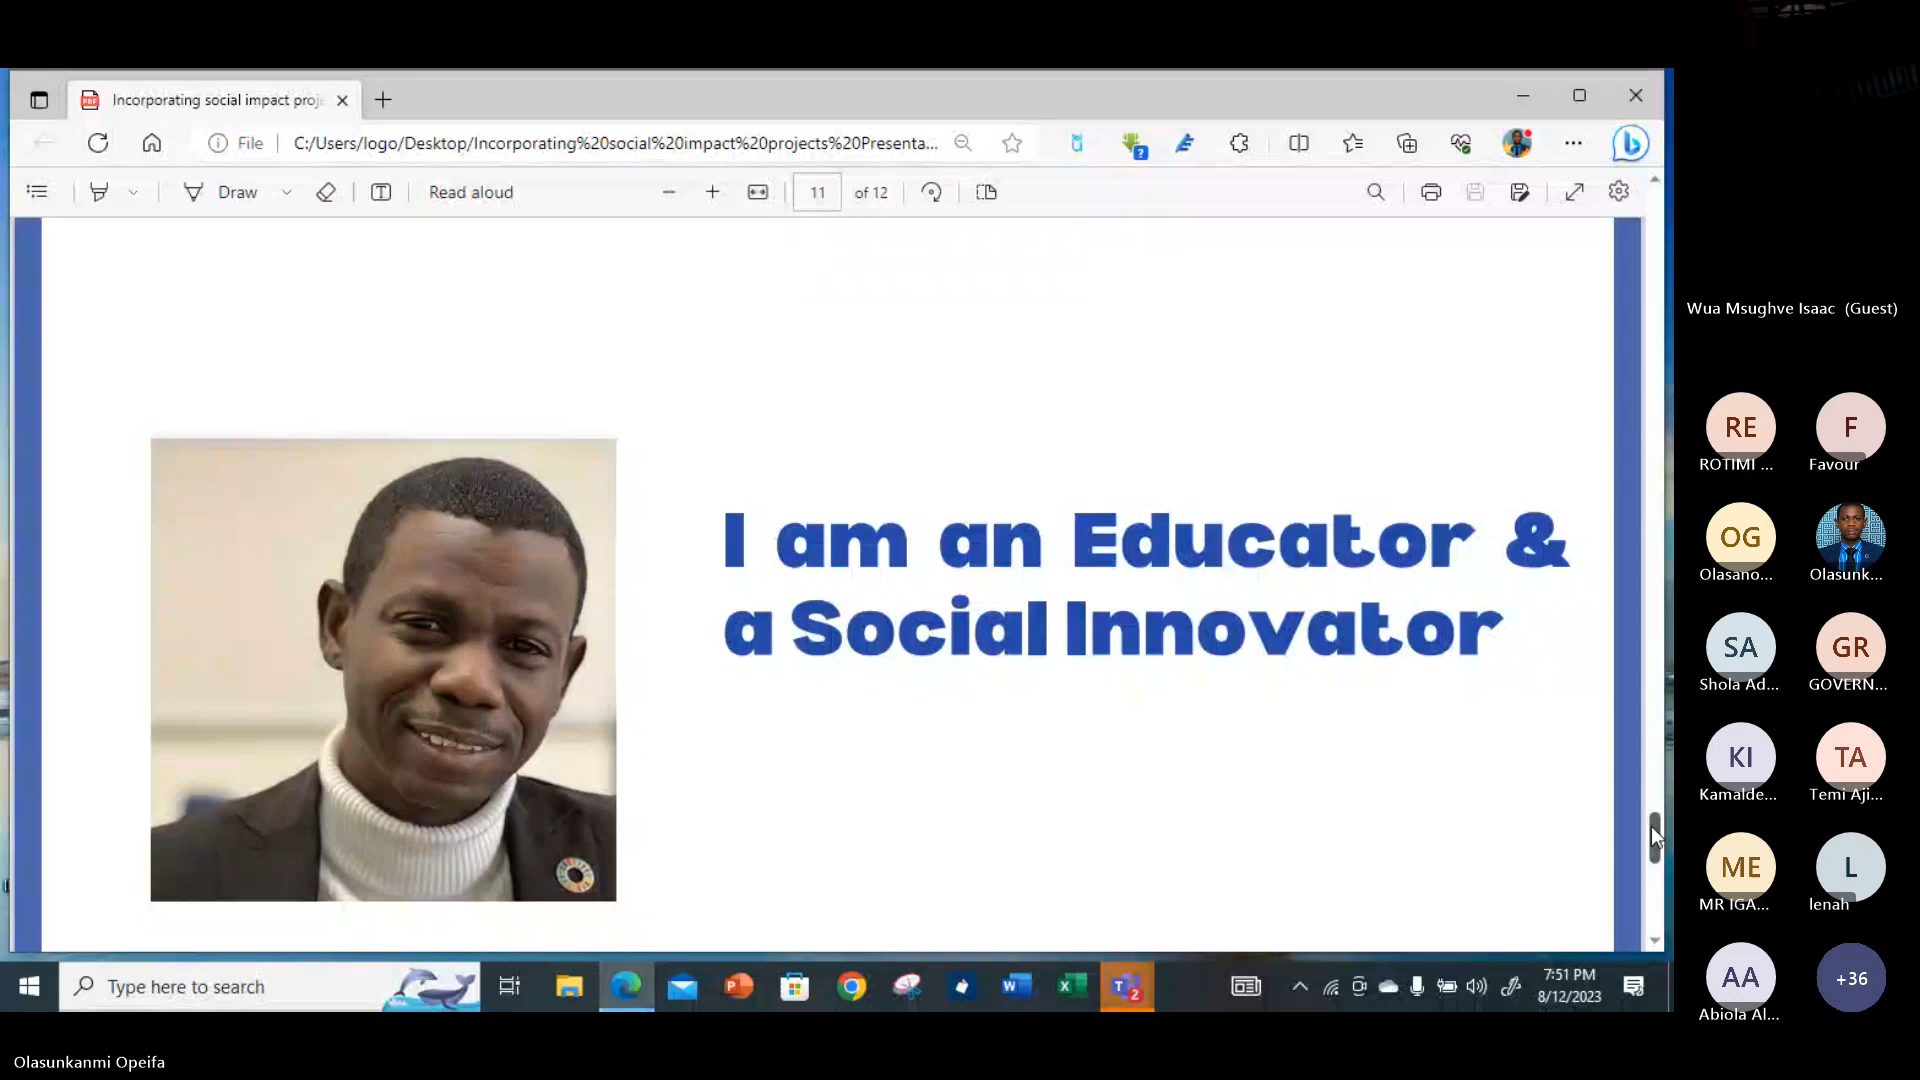 Incorporating social impact proj
File
C:/Users/logo/Desktop/Incorporating%20social%20impact%20projects%20Presenta...
Draw
Read aloud
11
of 12
I am an Educator &
a Social Innovator
Type here to search
7:51 PM
8/12/2023
Wua Msughve Isaac (Guest)
RE
F
ROTIMI ...
Favour
OG
Olasano...
Olasunk...
SA
GR
Shola Ad...
GOVERN...
KI
TA
Kamalde...
Temi Aji...
ME
L
MR IGA...
lenah
AA
+36
Abiola Al...
Olasunkanmi Opeifa